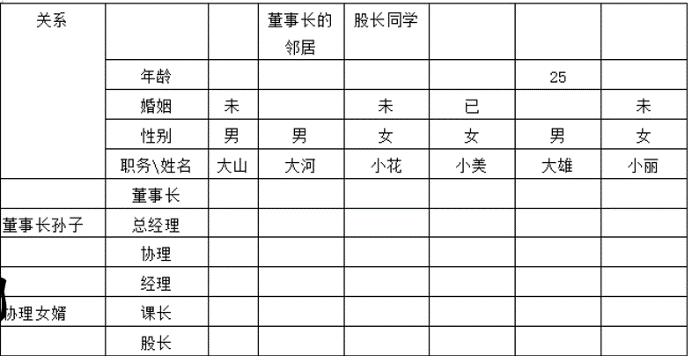 关系 董事长的 股长同学
邻居
年龄 25
婚姻 未 未 已 未
性别 男 男 女 女 男 女
职务\姓名 大山 大河 小花 小美 大雄 小丽
董事长
董事长孙子 总经理
协理
经理
协理女婿 课长
股长